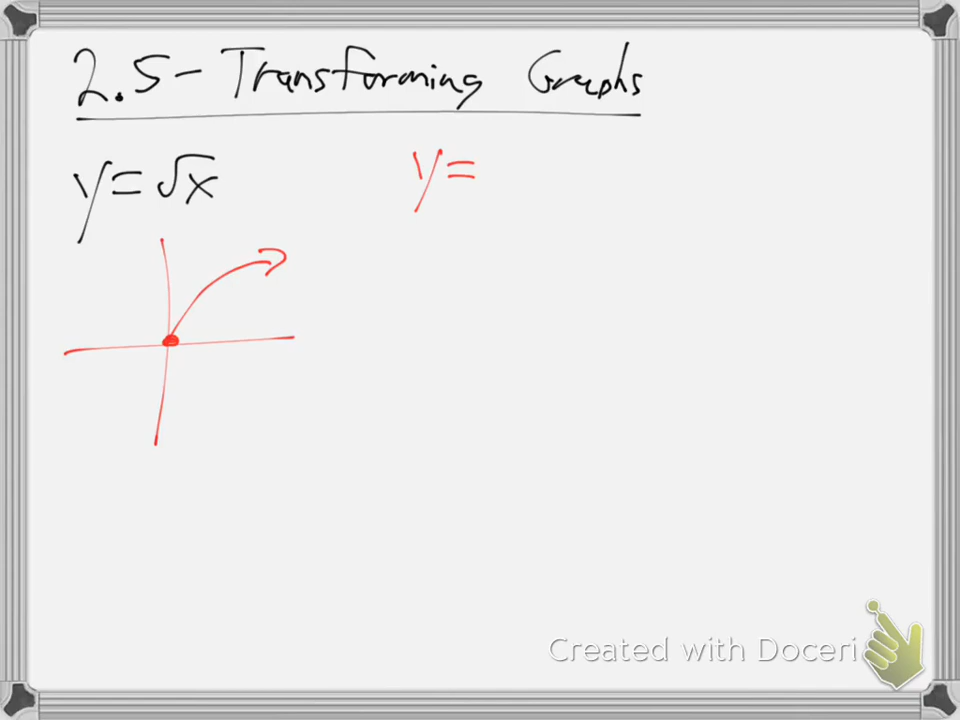 2.5 - Transforming Graphs
y = √x
y =
Created with Doceri